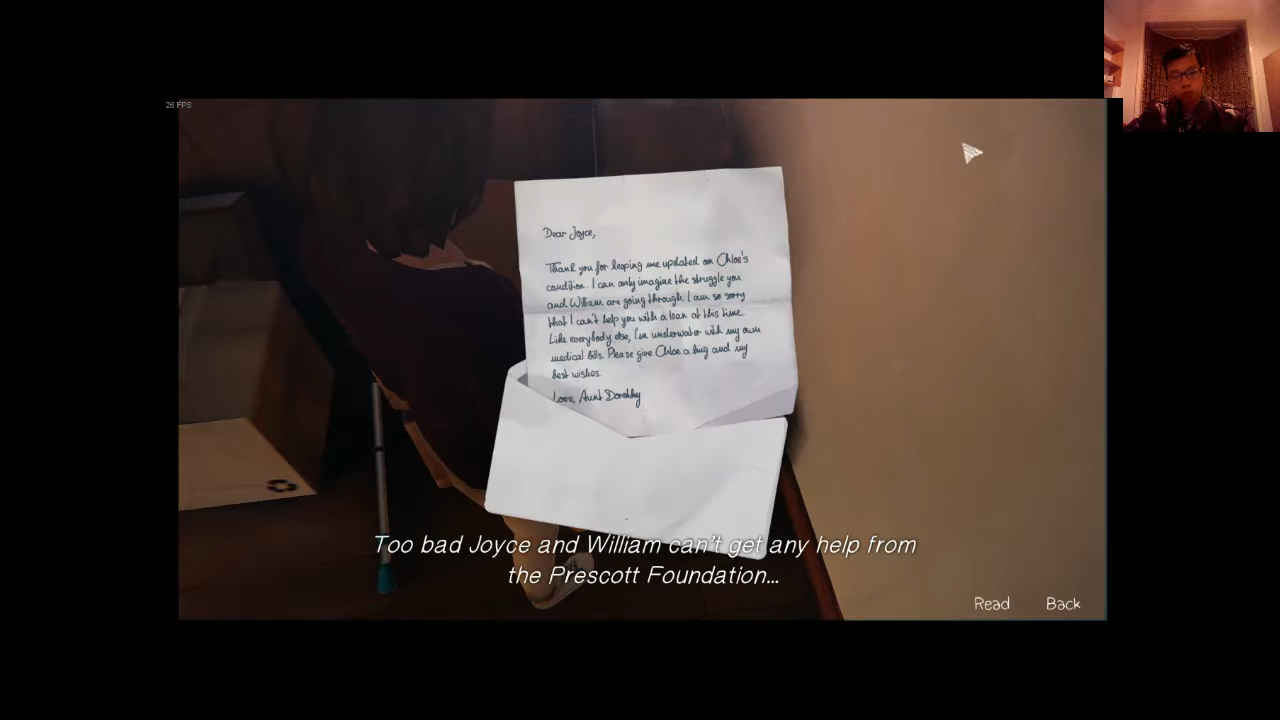 26 FPS
Dear Joyce,
Thank you for keeping me updated on Chloe's
condition. I can only imagine the struggle you
and William are going through. I am so sorry
that I can't help you with a loan at this time.
Like everybody else, I'm underwater with my own
medical bills. Please give Chloe a hug and my
best wishes.
Love, Aunt Dorothy
Too bad Joyce and William can't get any help from
the Prescott Foundation...
Read Back